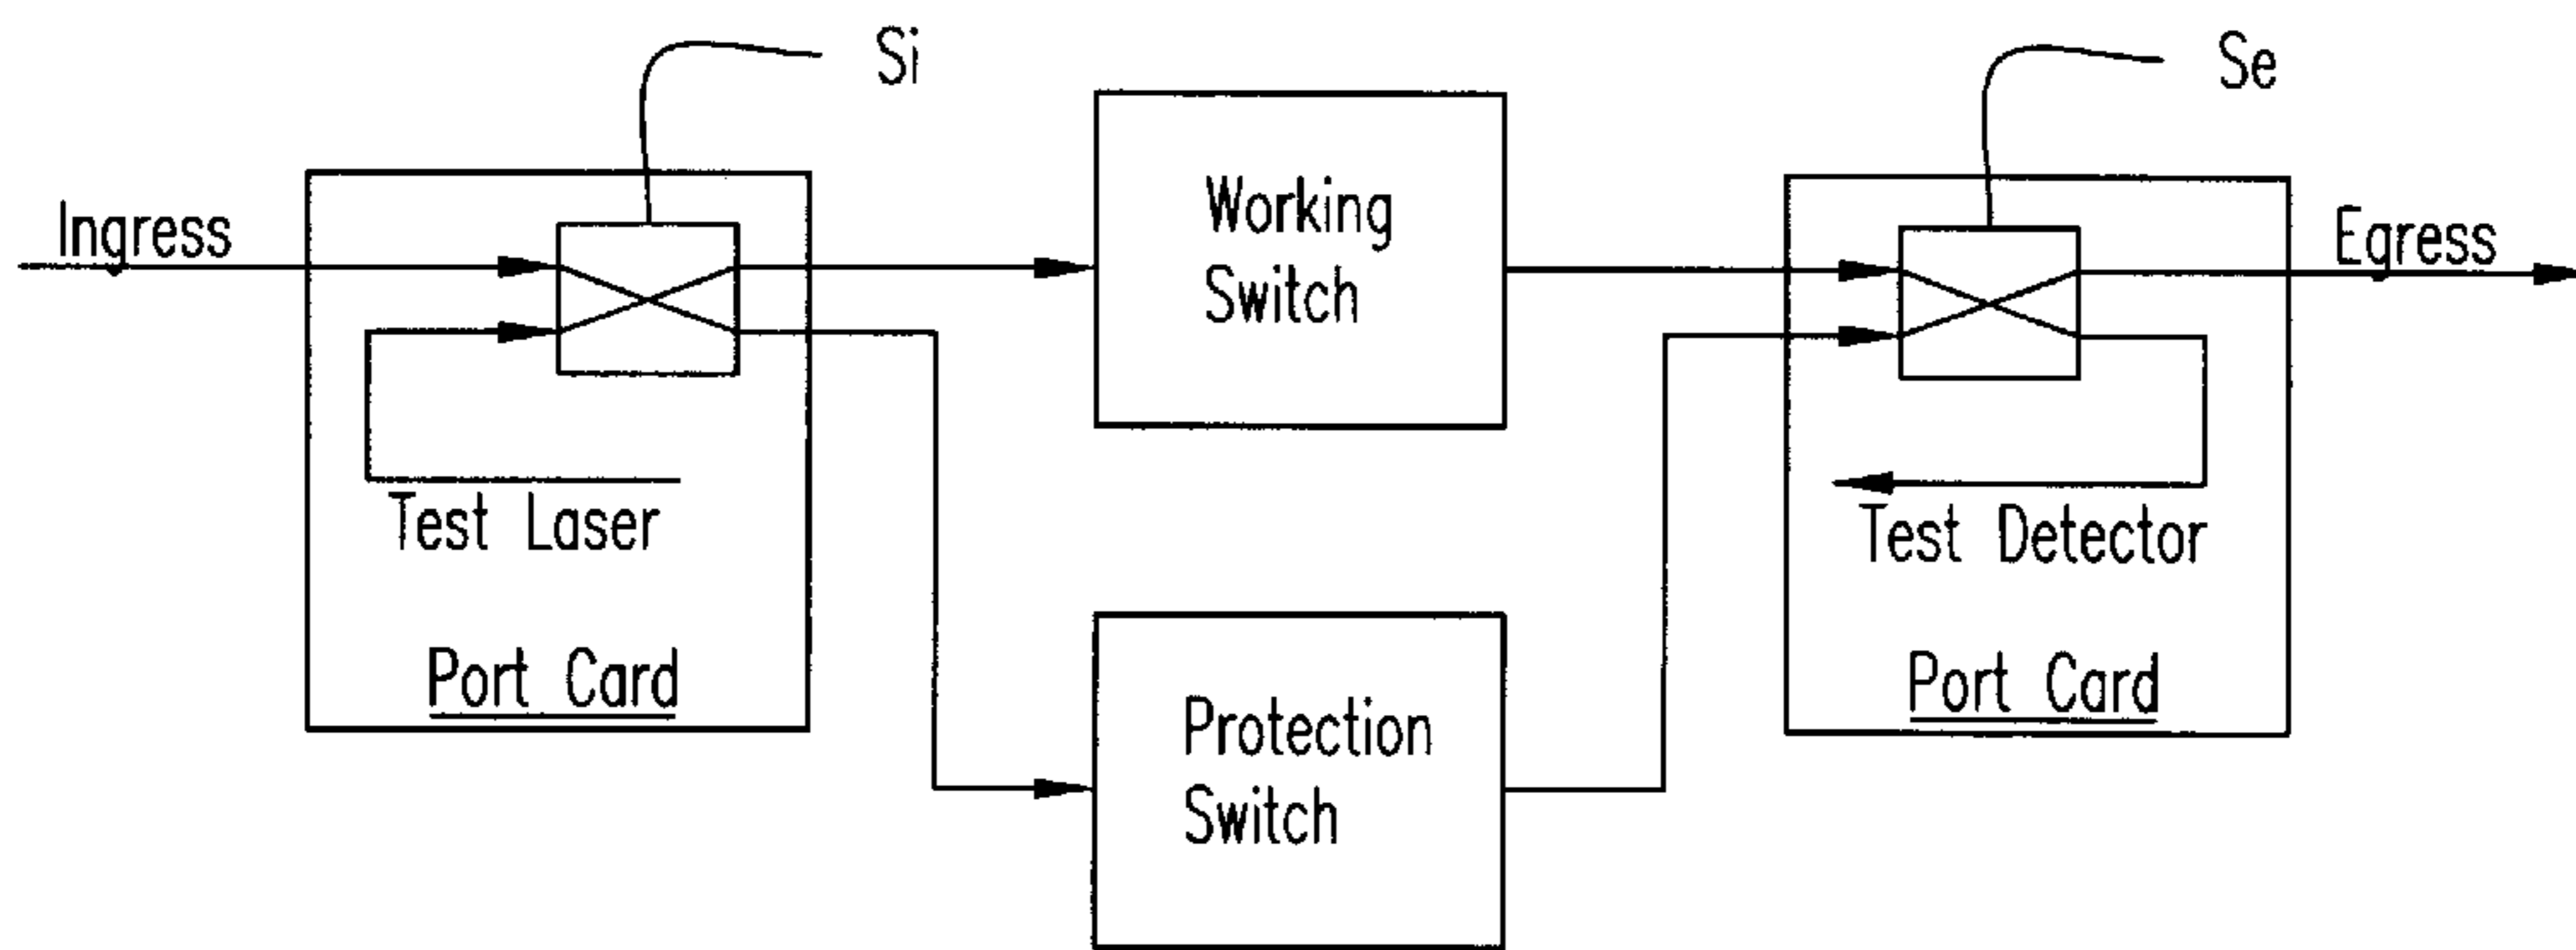 Si
Se
Ingress
Working
Switch
Egress
Test Laser
Test Detector
Port Card
Port Card
Protection
Switch